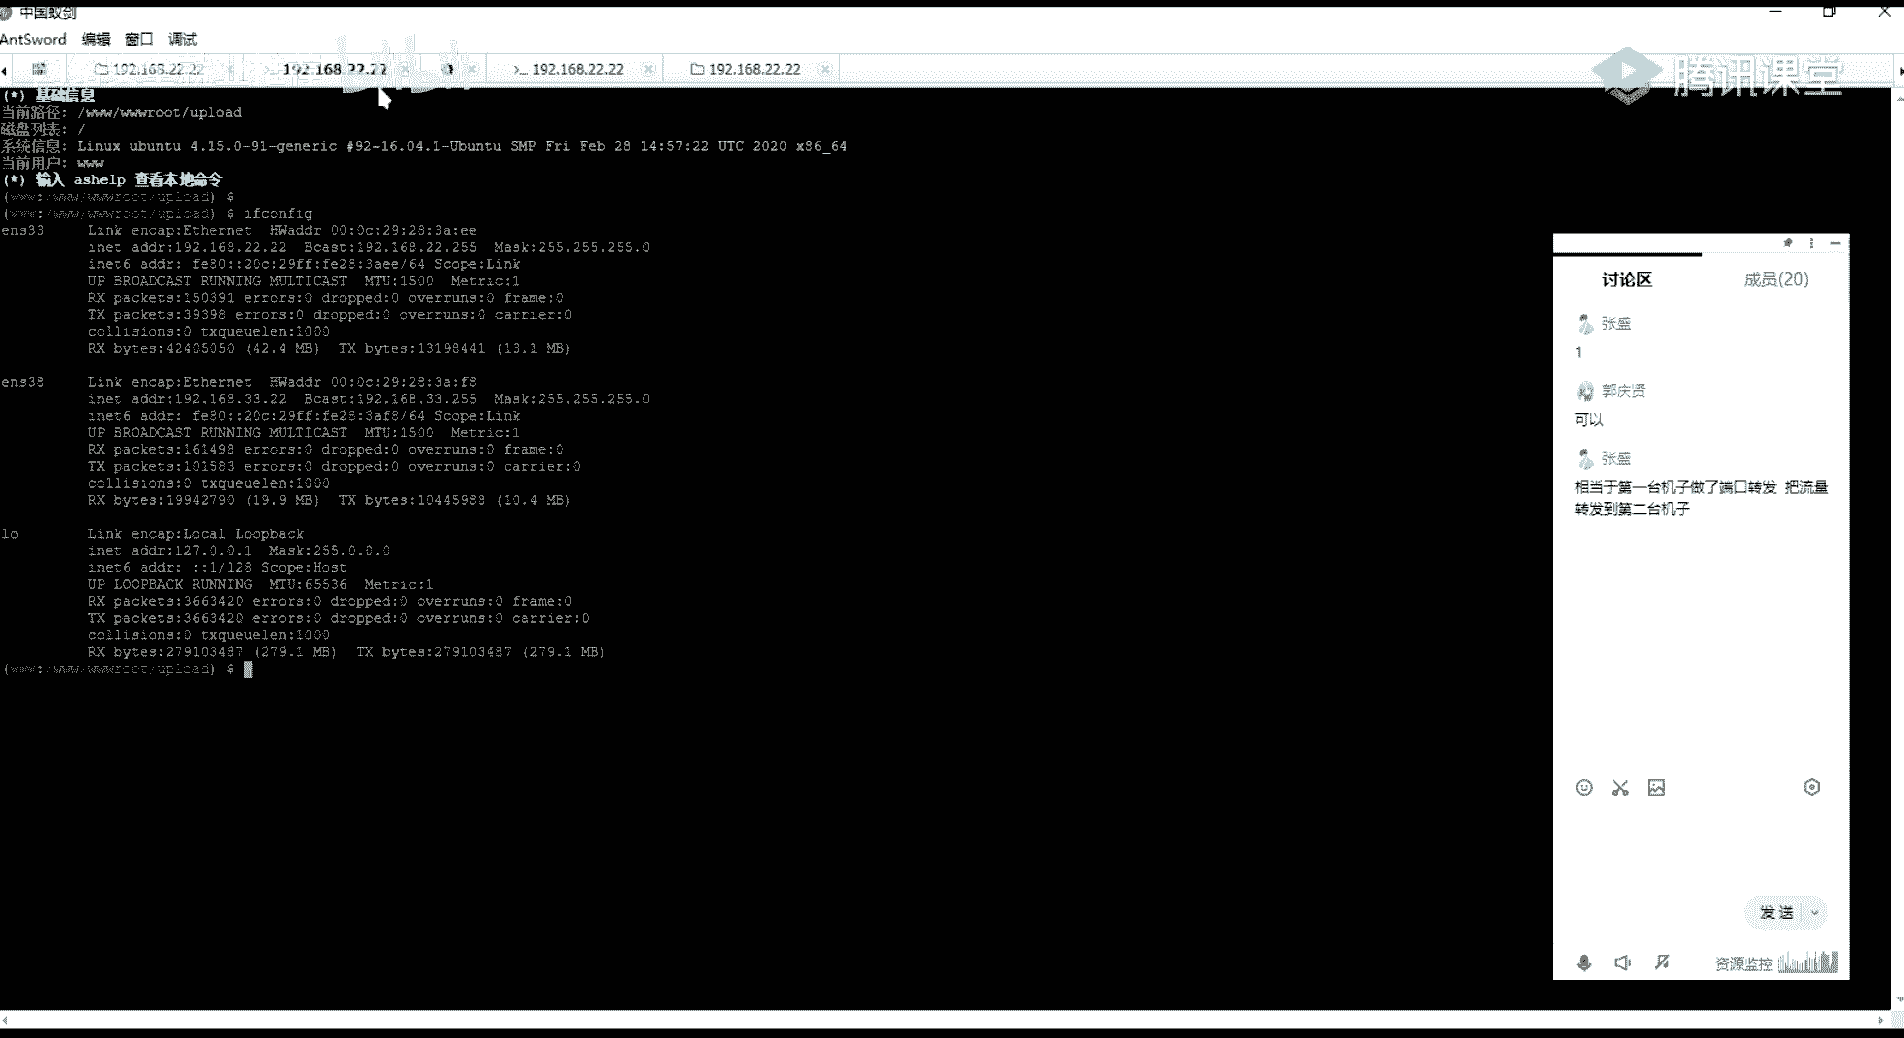 中国蚁剑
AntSword 编辑 窗口 调试
192.168.22.22 192.168.22.22 >_ 192.168.22.22 192.168.22.22
腾讯课堂
(*) 基础信息
当前路径: /www/wwwroot/upload
磁盘列表: /
系统信息: Linux ubuntu 4.15.0-91-generic #92~16.04.1-Ubuntu SMP Fri Feb 28 14:57:22 UTC 2020 x86_64
当前用户: www
(*) 输入 ashelp 查看本地命令
(www:/www/wwwroot/upload) $
(www:/www/wwwroot/upload) $ ifconfig
ens33 Link encap:Ethernet HWaddr 00:0c:29:28:3a:ee
inet addr:192.168.22.22 Bcast:192.168.22.255 Mask:255.255.255.0
inet6 addr: fe80::20c:29ff:fe28:3aee/64 Scope:Link
UP BROADCAST RUNNING MULTICAST MTU:1500 Metric:1
RX packets:150391 errors:0 dropped:0 overruns:0 frame:0
TX packets:39398 errors:0 dropped:0 overruns:0 carrier:0
collisions:0 txqueuelen:1000
RX bytes:42405050 (42.4 MB) TX bytes:13198441 (13.1 MB)
ens38 Link encap:Ethernet HWaddr 00:0c:29:28:3a:f8
inet addr:192.168.33.22 Bcast:192.168.33.255 Mask:255.255.255.0
inet6 addr: fe80::20c:29ff:fe28:3af8/64 Scope:Link
UP BROADCAST RUNNING MULTICAST MTU:1500 Metric:1
RX packets:161498 errors:0 dropped:0 overruns:0 frame:0
TX packets:101583 errors:0 dropped:0 overruns:0 carrier:0
collisions:0 txqueuelen:1000
RX bytes:19942790 (19.9 MB) TX bytes:10445988 (10.4 MB)
lo Link encap:Local Loopback
inet addr:127.0.0.1 Mask:255.0.0.0
inet6 addr: ::1/128 Scope:Host
UP LOOPBACK RUNNING MTU:65536 Metric:1
RX packets:3663420 errors:0 dropped:0 overruns:0 frame:0
TX packets:3663420 errors:0 dropped:0 overruns:0 carrier:0
collisions:0 txqueuelen:1000
RX bytes:279103487 (279.1 MB) TX bytes:279103487 (279.1 MB)
(www:/www/wwwroot/upload) $
讨论区 成员(20)
张盛
1
郭庆贤
可以
张盛
相当于第一台机子做了端口转发 把流量
转发到第二台机子
发送
资源监控